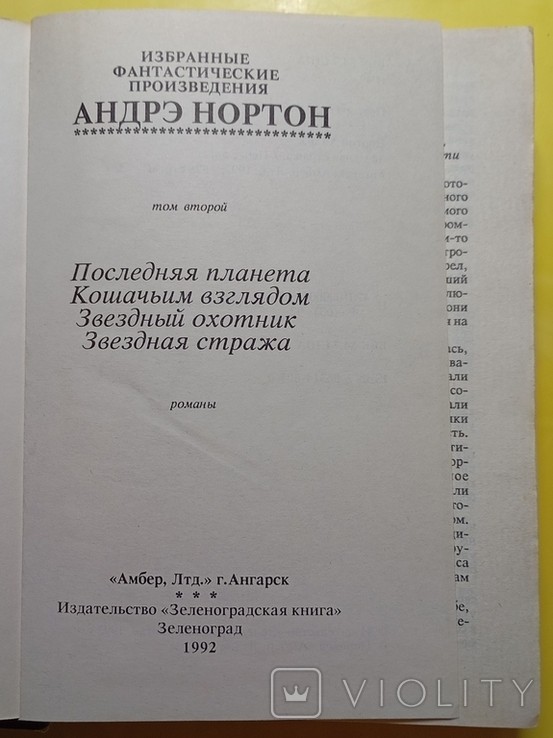 ИЗБРАННЫЕ
ФАНТАСТИЧЕСКИЕ
ПРОИЗВЕДЕНИЯ
АНДРЭ НОРТОН
******************************
том второй
Последняя планета
Кошачьим взглядом
Звездный охотник
Звездная стража
романы
«Амбер, Лтд.» г. Ангарск
* * *
Издательство «Зеленоградская книга»
Зеленоград
1992
VIOLITY